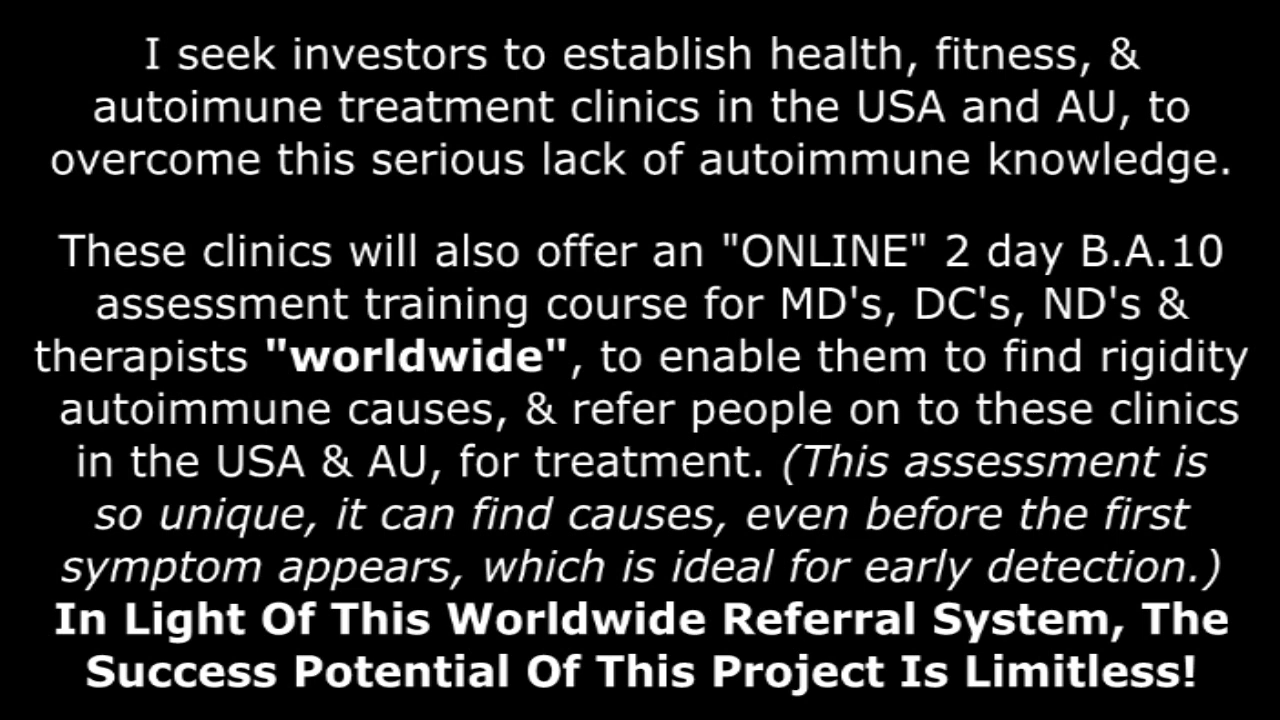 I seek investors to establish health, fitness, &
autoimune treatment clinics in the USA and AU, to
overcome this serious lack of autoimmune knowledge.
These clinics will also offer an "ONLINE" 2 day B.A.10
assessment training course for MD's, DC's, ND's &
therapists "worldwide", to enable them to find rigidity
autoimmune causes, & refer people on to these clinics
in the USA & AU, for treatment. (This assessment is
so unique, it can find causes, even before the first
symptom appears, which is ideal for early detection.)
In Light Of This Worldwide Referral System, The
Success Potential Of This Project Is Limitless!